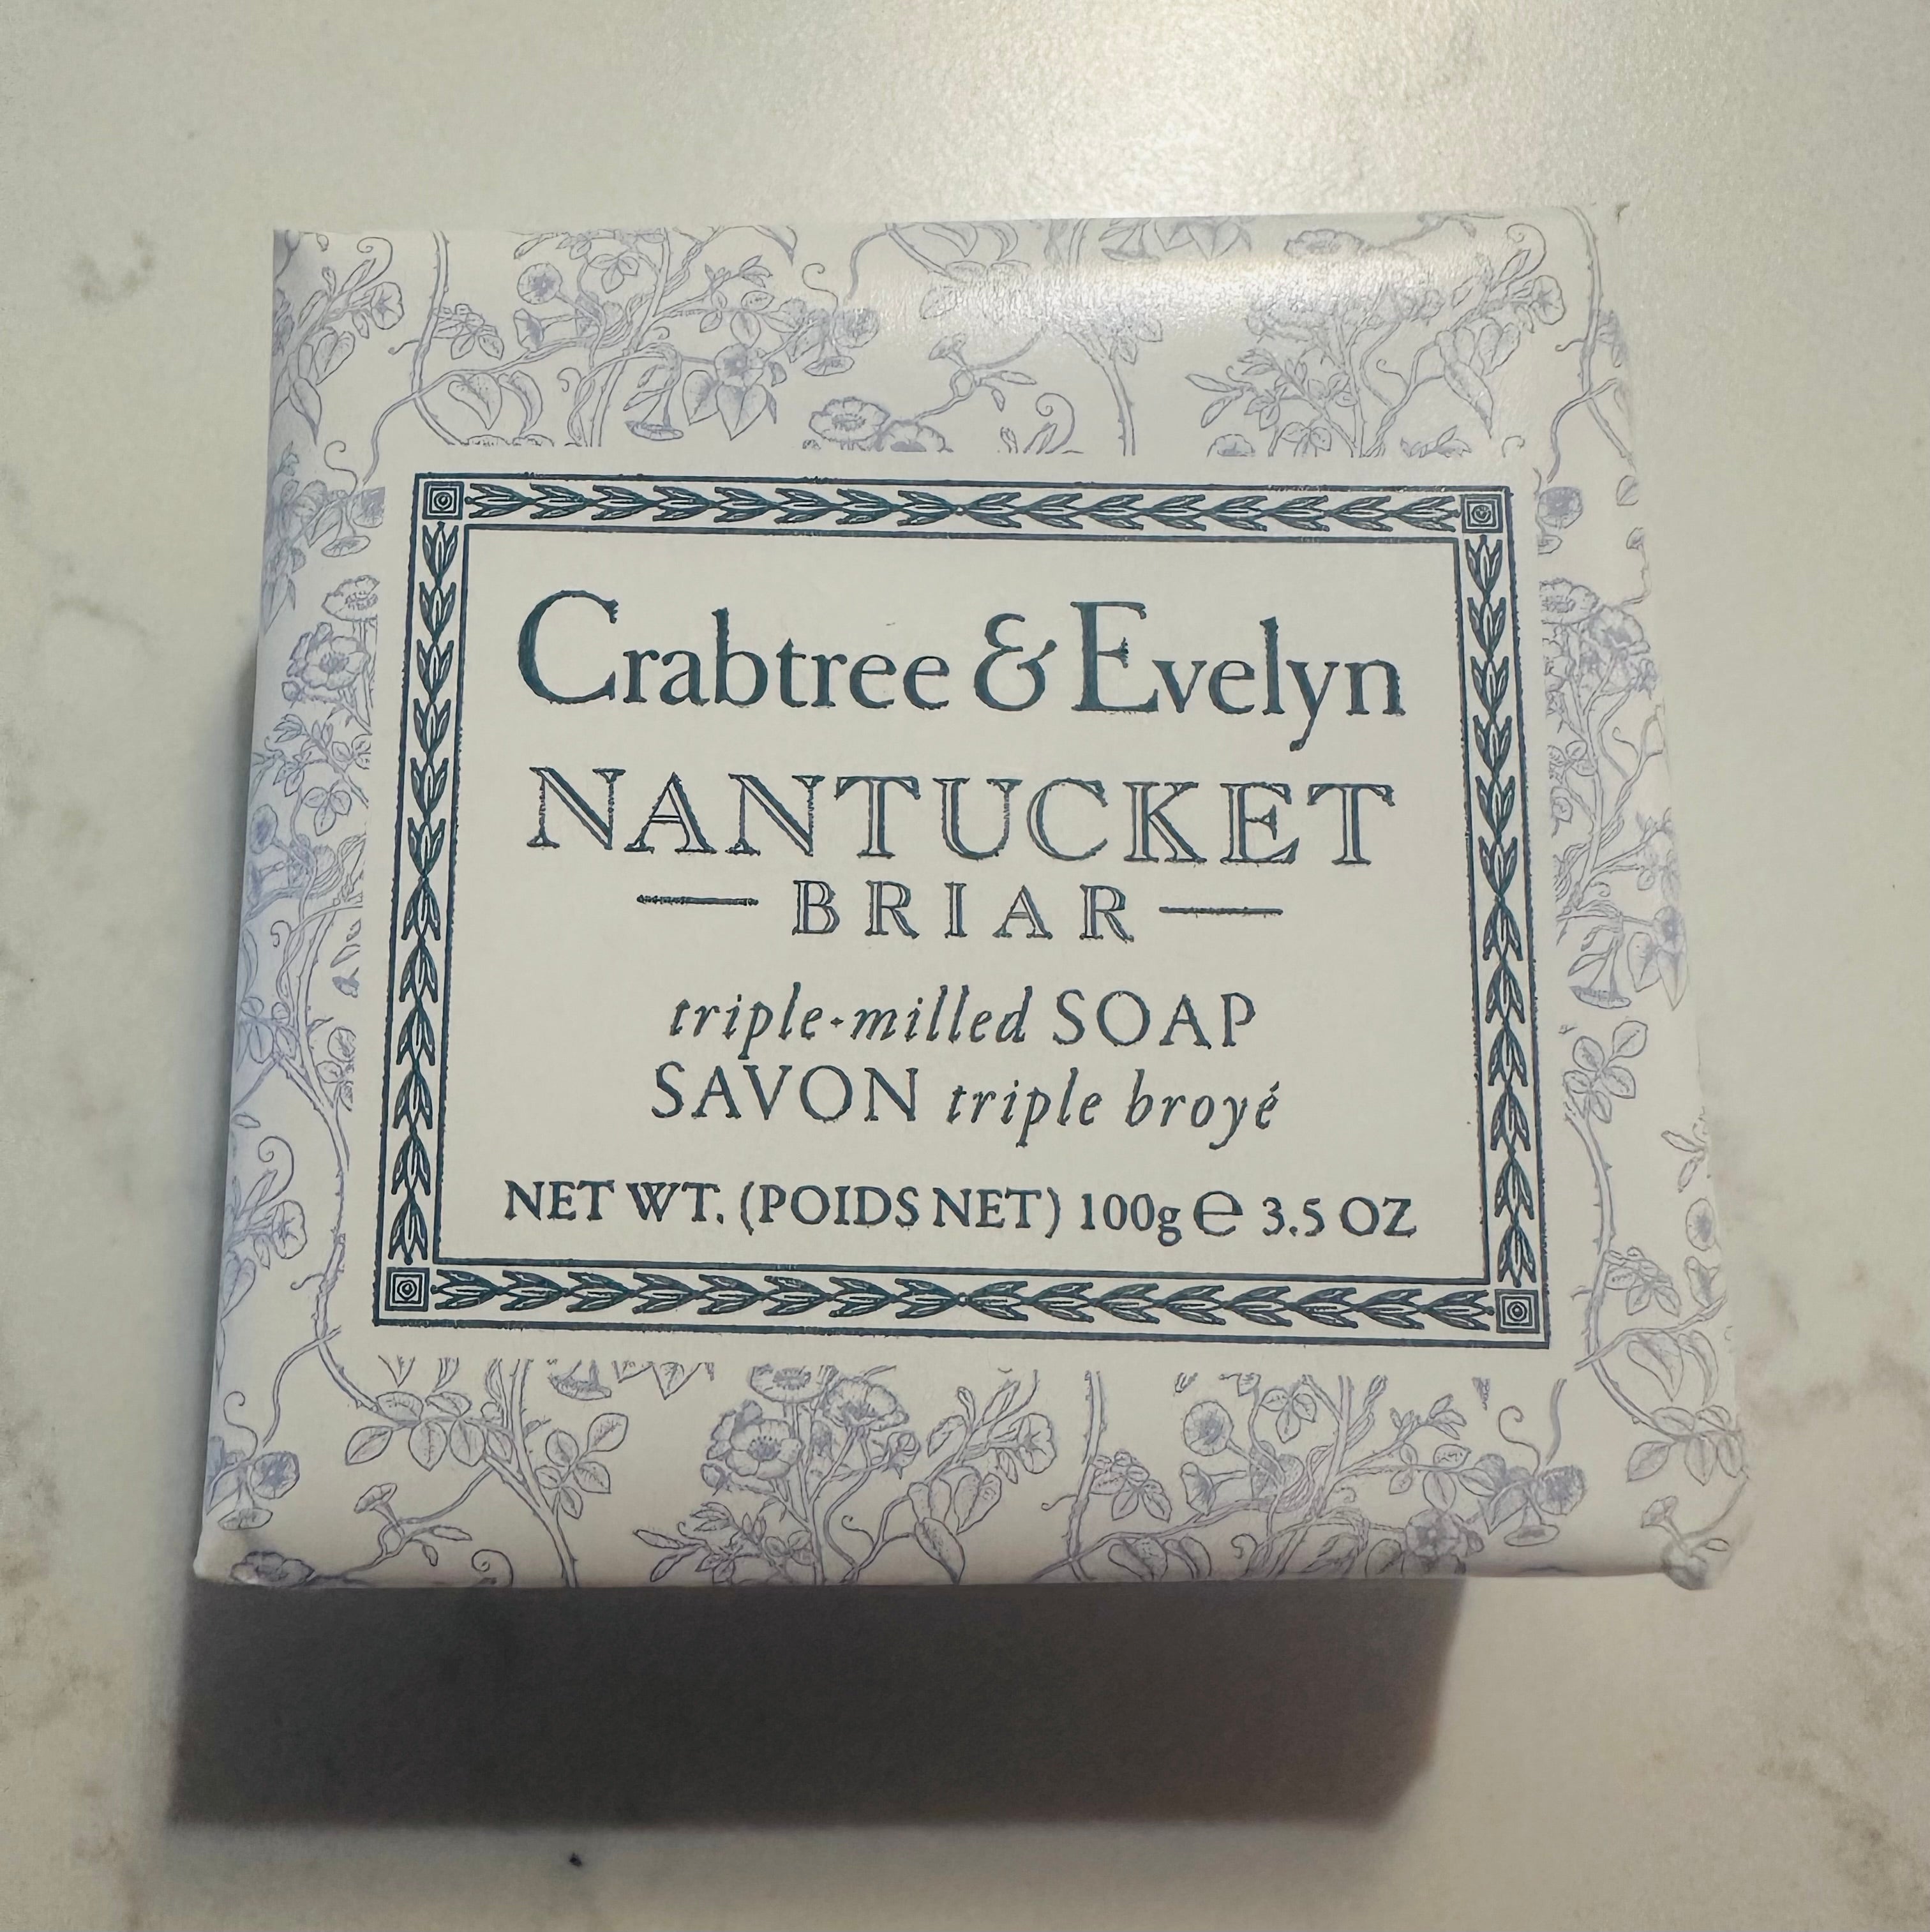 Crabtree & Evelyn
NANTUCKET
BRIAR
triple-milled SOAP
SAVON triple broyé
NET WT. (POIDS NET) 100g ℮ 3.5 OZ